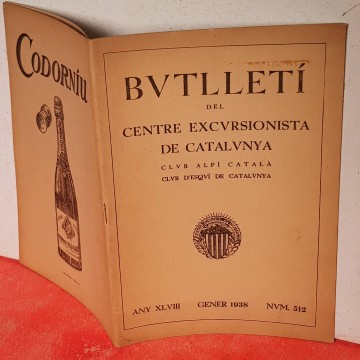 CODORNÍU
BVTLLETÍ
DEL
CENTRE EXCVRSIONISTA
DE CATALVNYA
CLVB ALPÍ CATALÀ
CLVB D'ESQVÍ DE CATALVNYA
ANY XLVIII GENER 1938 NVM. 512